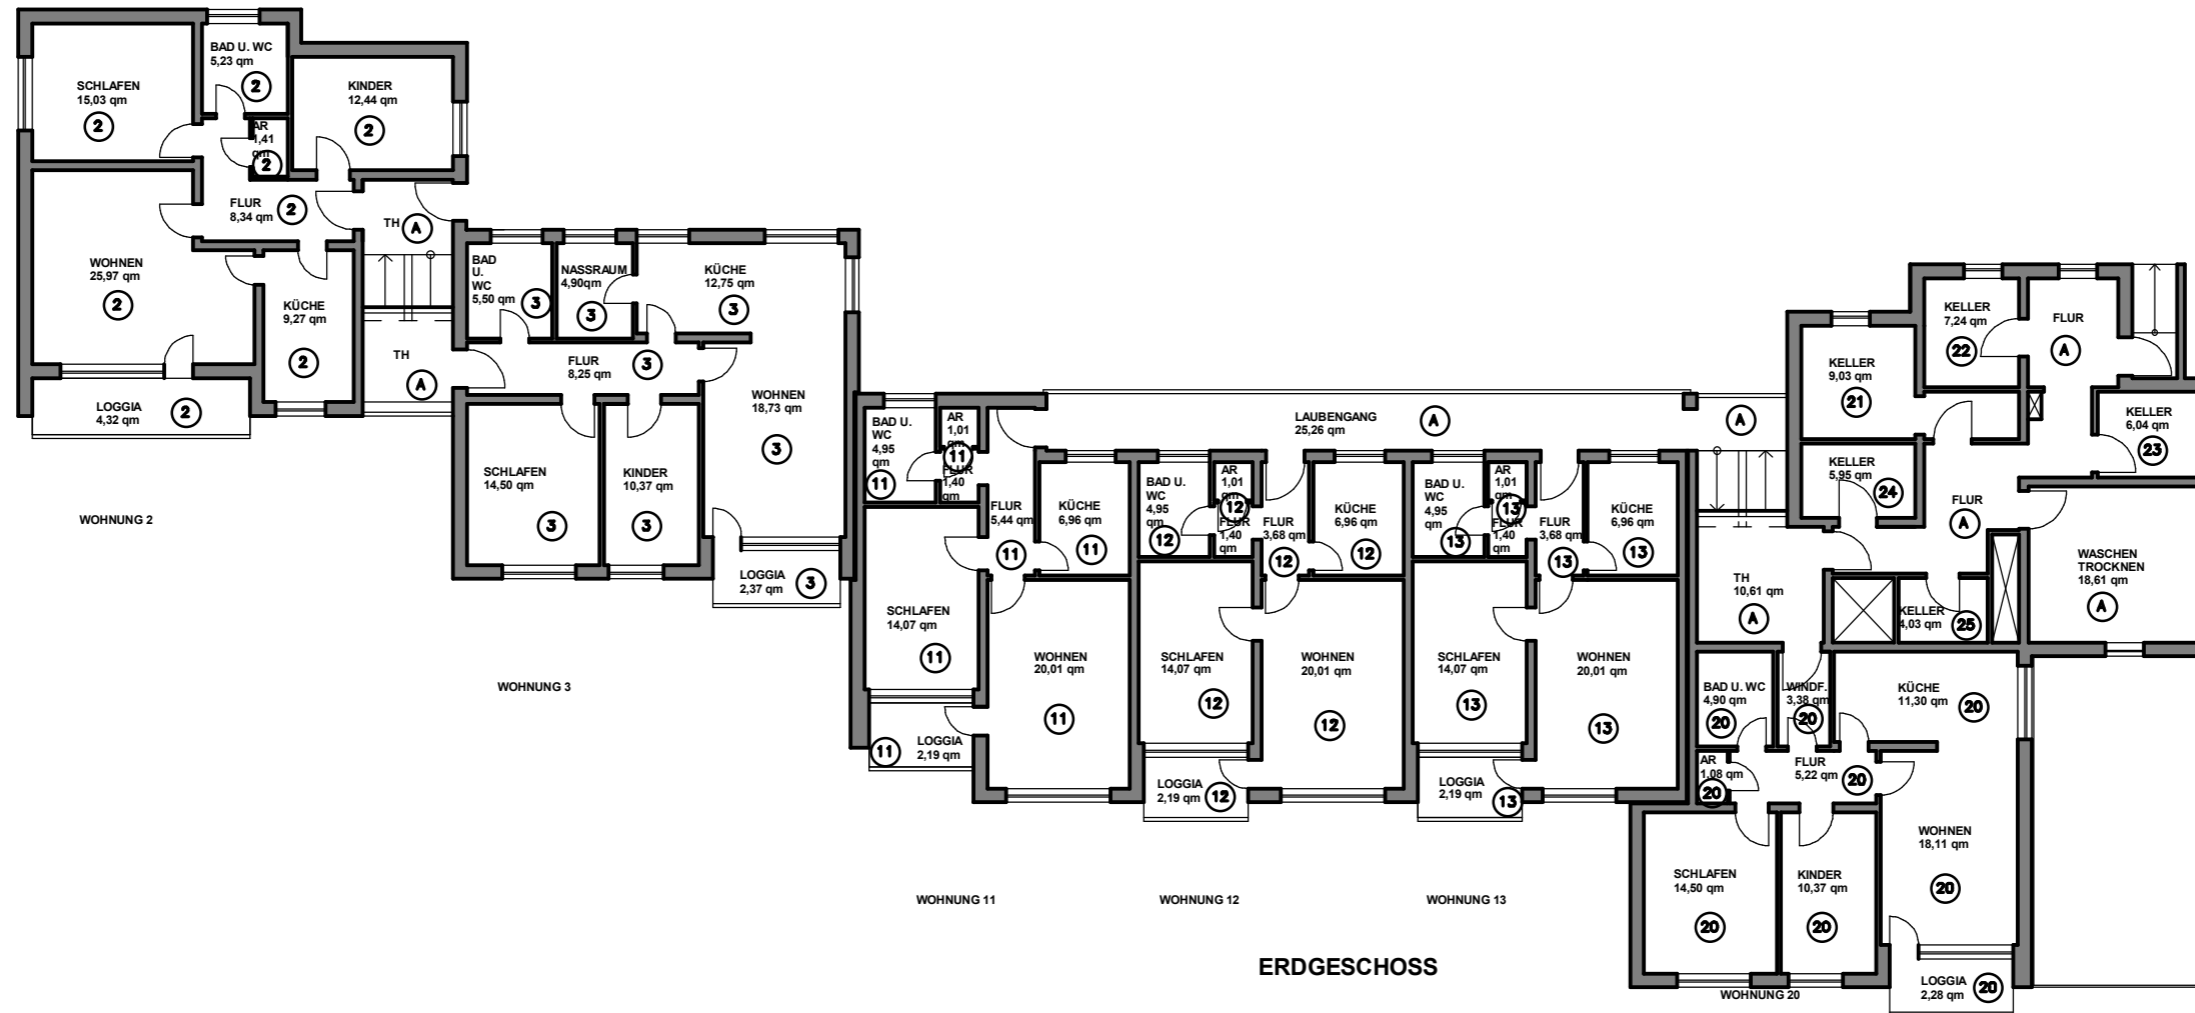 BAD U. WC
5,23 qm
2
SCHLAFEN
15,03 qm
2
KINDER
12,44 qm
2
AR
1,41
qm
2
FLUR
8,34 qm
2
TH
A
WOHNEN
25,97 qm
2
KÜCHE
9,27 qm
2
TH
A
LOGGIA
4,32 qm
2
WOHNUNG 2
BAD
U.
WC
5,50 qm
3
NASSRAUM
4,90qm
3
KÜCHE
12,75 qm
3
FLUR
8,25 qm
3
WOHNEN
18,73 qm
3
SCHLAFEN
14,50 qm
3
KINDER
10,37 qm
3
LOGGIA
2,37 qm
3
WOHNUNG 3
BAD U.
WC
4,95
qm
11
AR
1,01
qm
11
FLUR
1,40
qm
FLUR
5,44 qm
11
KÜCHE
6,96 qm
11
SCHLAFEN
14,07 qm
11
WOHNEN
20,01 qm
11
LOGGIA
2,19 qm
11
WOHNUNG 11
LAUBENGANG
25,26 qm
A
A
BAD U.
WC
4,95
qm
12
AR
1,01
qm
12
FLUR
1,40
qm
FLUR
3,68 qm
12
KÜCHE
6,96 qm
12
SCHLAFEN
14,07 qm
12
WOHNEN
20,01 qm
12
LOGGIA
2,19 qm
12
WOHNUNG 12
BAD U.
WC
4,95
qm
13
AR
1,01
qm
13
FLUR
1,40
qm
FLUR
3,68 qm
13
KÜCHE
6,96 qm
13
SCHLAFEN
14,07 qm
13
WOHNEN
20,01 qm
13
LOGGIA
2,19 qm
13
WOHNUNG 13
KELLER
7,24 qm
22
FLUR
A
KELLER
9,03 qm
21
KELLER
6,04 qm
23
KELLER
5,95 qm
24
FLUR
A
WASCHEN
TROCKNEN
18,61 qm
A
TH
10,61 qm
A
KELLER
4,03 qm
25
BAD U. WC
4,90 qm
20
WINDF.
3,38 qm
20
KÜCHE
11,30 qm
20
AR
1,08 qm
20
FLUR
5,22 qm
20
WOHNEN
18,11 qm
20
SCHLAFEN
14,50 qm
20
KINDER
10,37 qm
20
LOGGIA
2,28 qm
20
WOHNUNG 20
ERDGESCHOSS